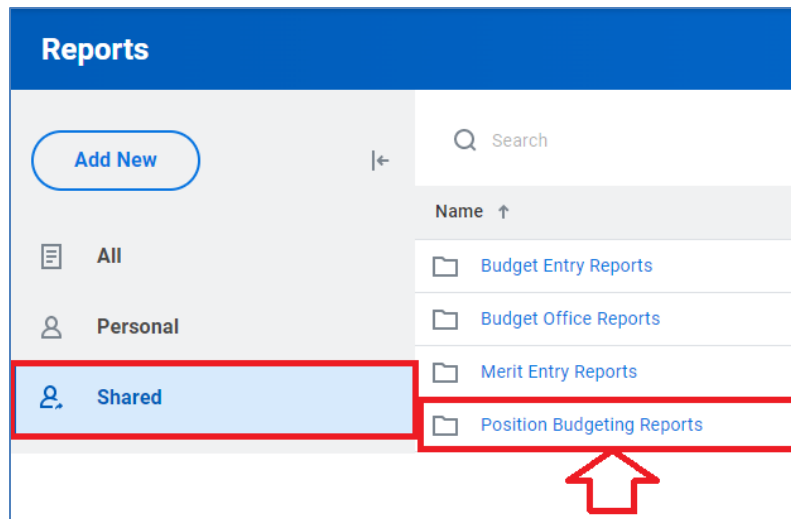 Reports
Add New
Search
Name
All
Budget Entry Reports
Personal
Budget Office Reports
Merit Entry Reports
Shared
Position Budgeting Reports